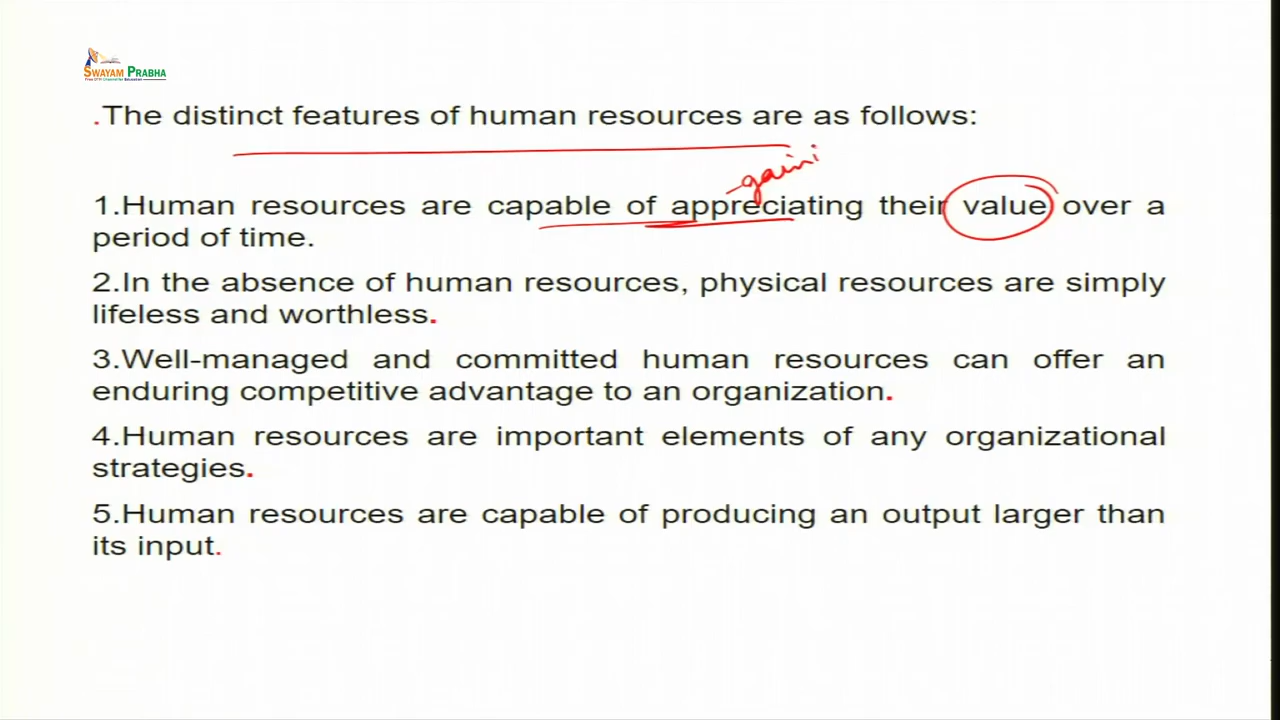 SWAYAM PRABHA
.The distinct features of human resources are as follows:
gaini
1.Human resources are capable of appreciating their value over a
period of time.
2.In the absence of human resources, physical resources are simply
lifeless and worthless.
3.Well-managed and committed human resources can offer an
enduring competitive advantage to an organization.
4.Human resources are important elements of any organizational
strategies.
5.Human resources are capable of producing an output larger than
its input.